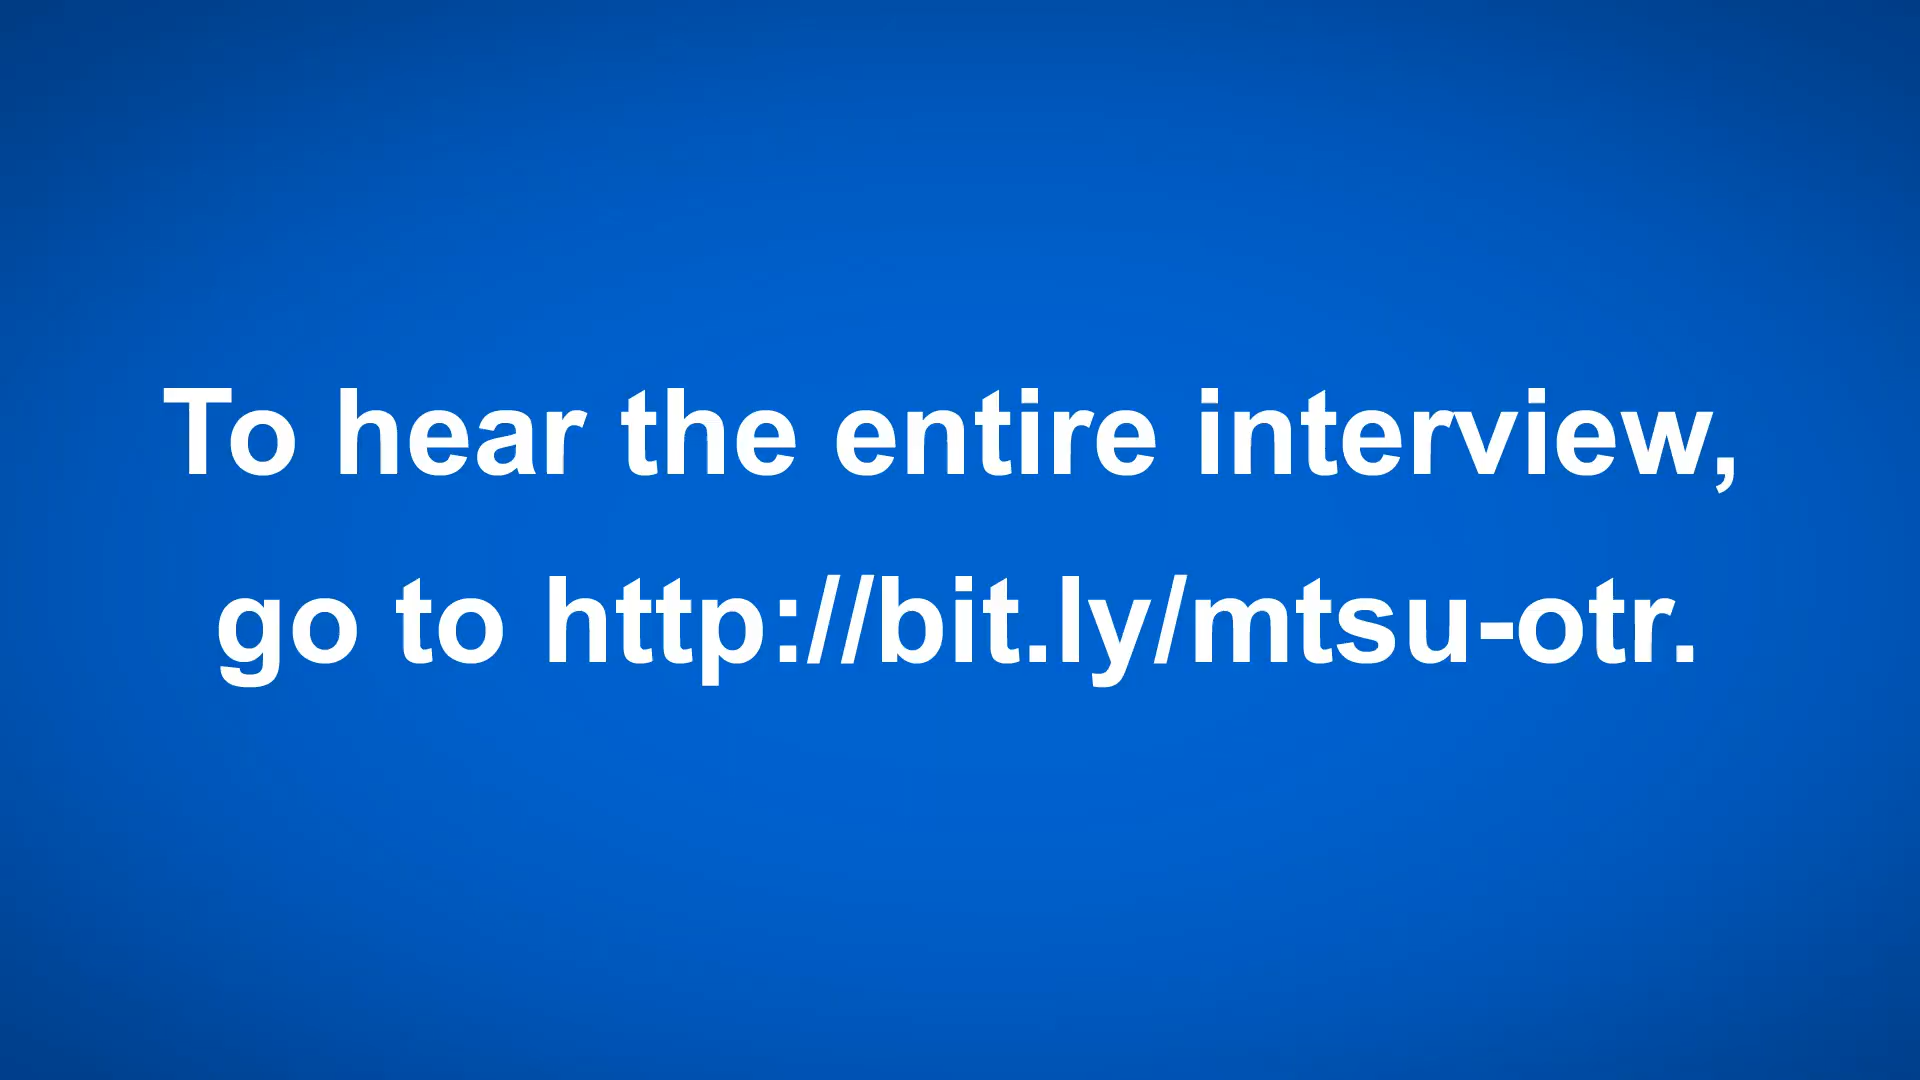 To hear the entire interview,
go to http://bit.ly/mtsu-otr.